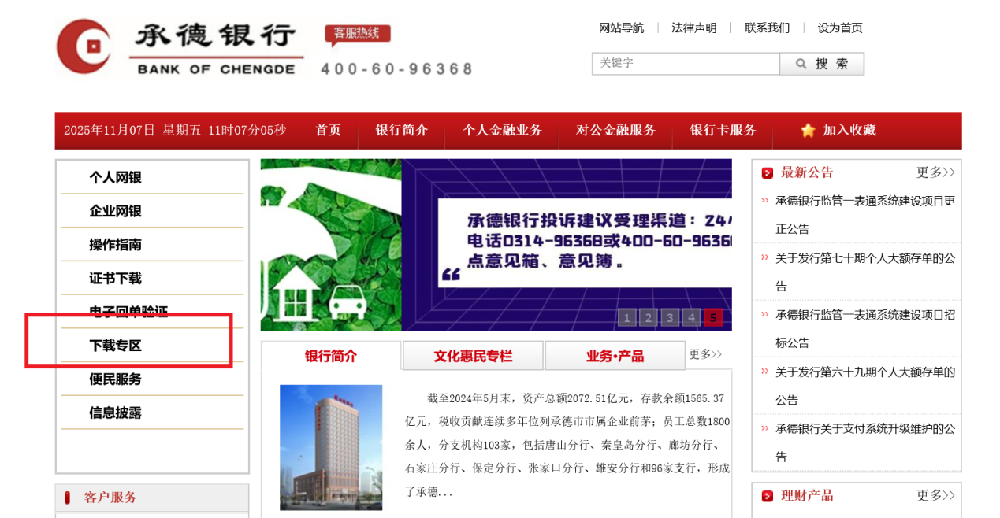 承德银行
BANK OF CHENGDE
客服热线
400-60-96368
网站导航
法律声明
联系我们
设为首页
关键字
搜 索
2025年11月07日 星期五 11时07分05秒
首页
银行简介
个人金融业务
对公金融服务
银行卡服务
加入收藏
个人网银
企业网银
操作指南
证书下载
电子回单验证
下载专区
便民服务
信息披露
客户服务
承德银行投诉建议受理渠道：24
电话0314-96368或400-60-9636
点意见箱、意见簿。
1 2 3 4 5
银行简介
文化惠民专栏
业务•产品
更多>>
截至2024年5月末，资产总额2072.51亿元，存款余额1565.37
亿元，税收贡献连续多年位列承德市市属企业前茅；员工总数1800
余人，分支机构103家，包括唐山分行、秦皇岛分行、廊坊分行、
石家庄分行、保定分行、张家口分行、雄安分行和96家支行，形成
了承德...
最新公告
更多>>
承德银行监管一表通系统建设项目更
正公告
关于发行第七十期个人大额存单的公
告
承德银行监管一表通系统建设项目招
标公告
关于发行第六十九期个人大额存单的
公告
承德银行关于支付系统升级维护的公
告
理财产品
更多>>